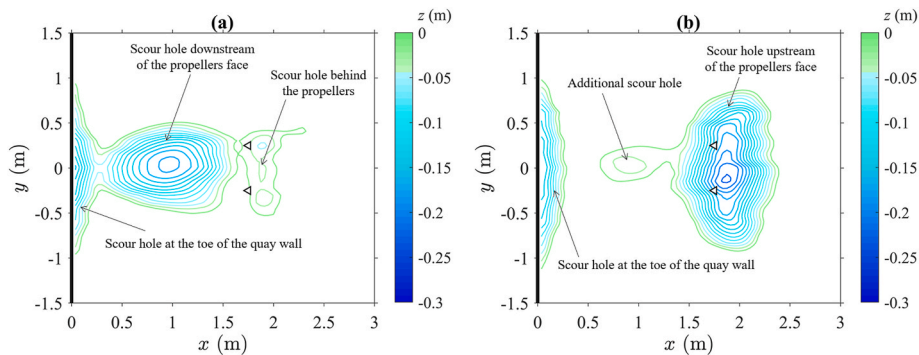 (a)
z (m)
1.5
1
0.5
0
-0.5
-1
-1.5
y (m)
Scour hole downstream
of the propellers face
Scour hole behind
the propellers
Scour hole at the toe of the quay wall
0
0.5
1
1.5
2
2.5
3
x (m)
0
-0.05
-0.1
-0.15
-0.2
-0.25
-0.3
(b)
z (m)
1.5
1
0.5
0
-0.5
-1
-1.5
y (m)
Scour hole upstream
of the propellers face
Additional scour hole
Scour hole at the toe of the quay wall
0
0.5
1
1.5
2
2.5
3
x (m)
0
-0.05
-0.1
-0.15
-0.2
-0.25
-0.3